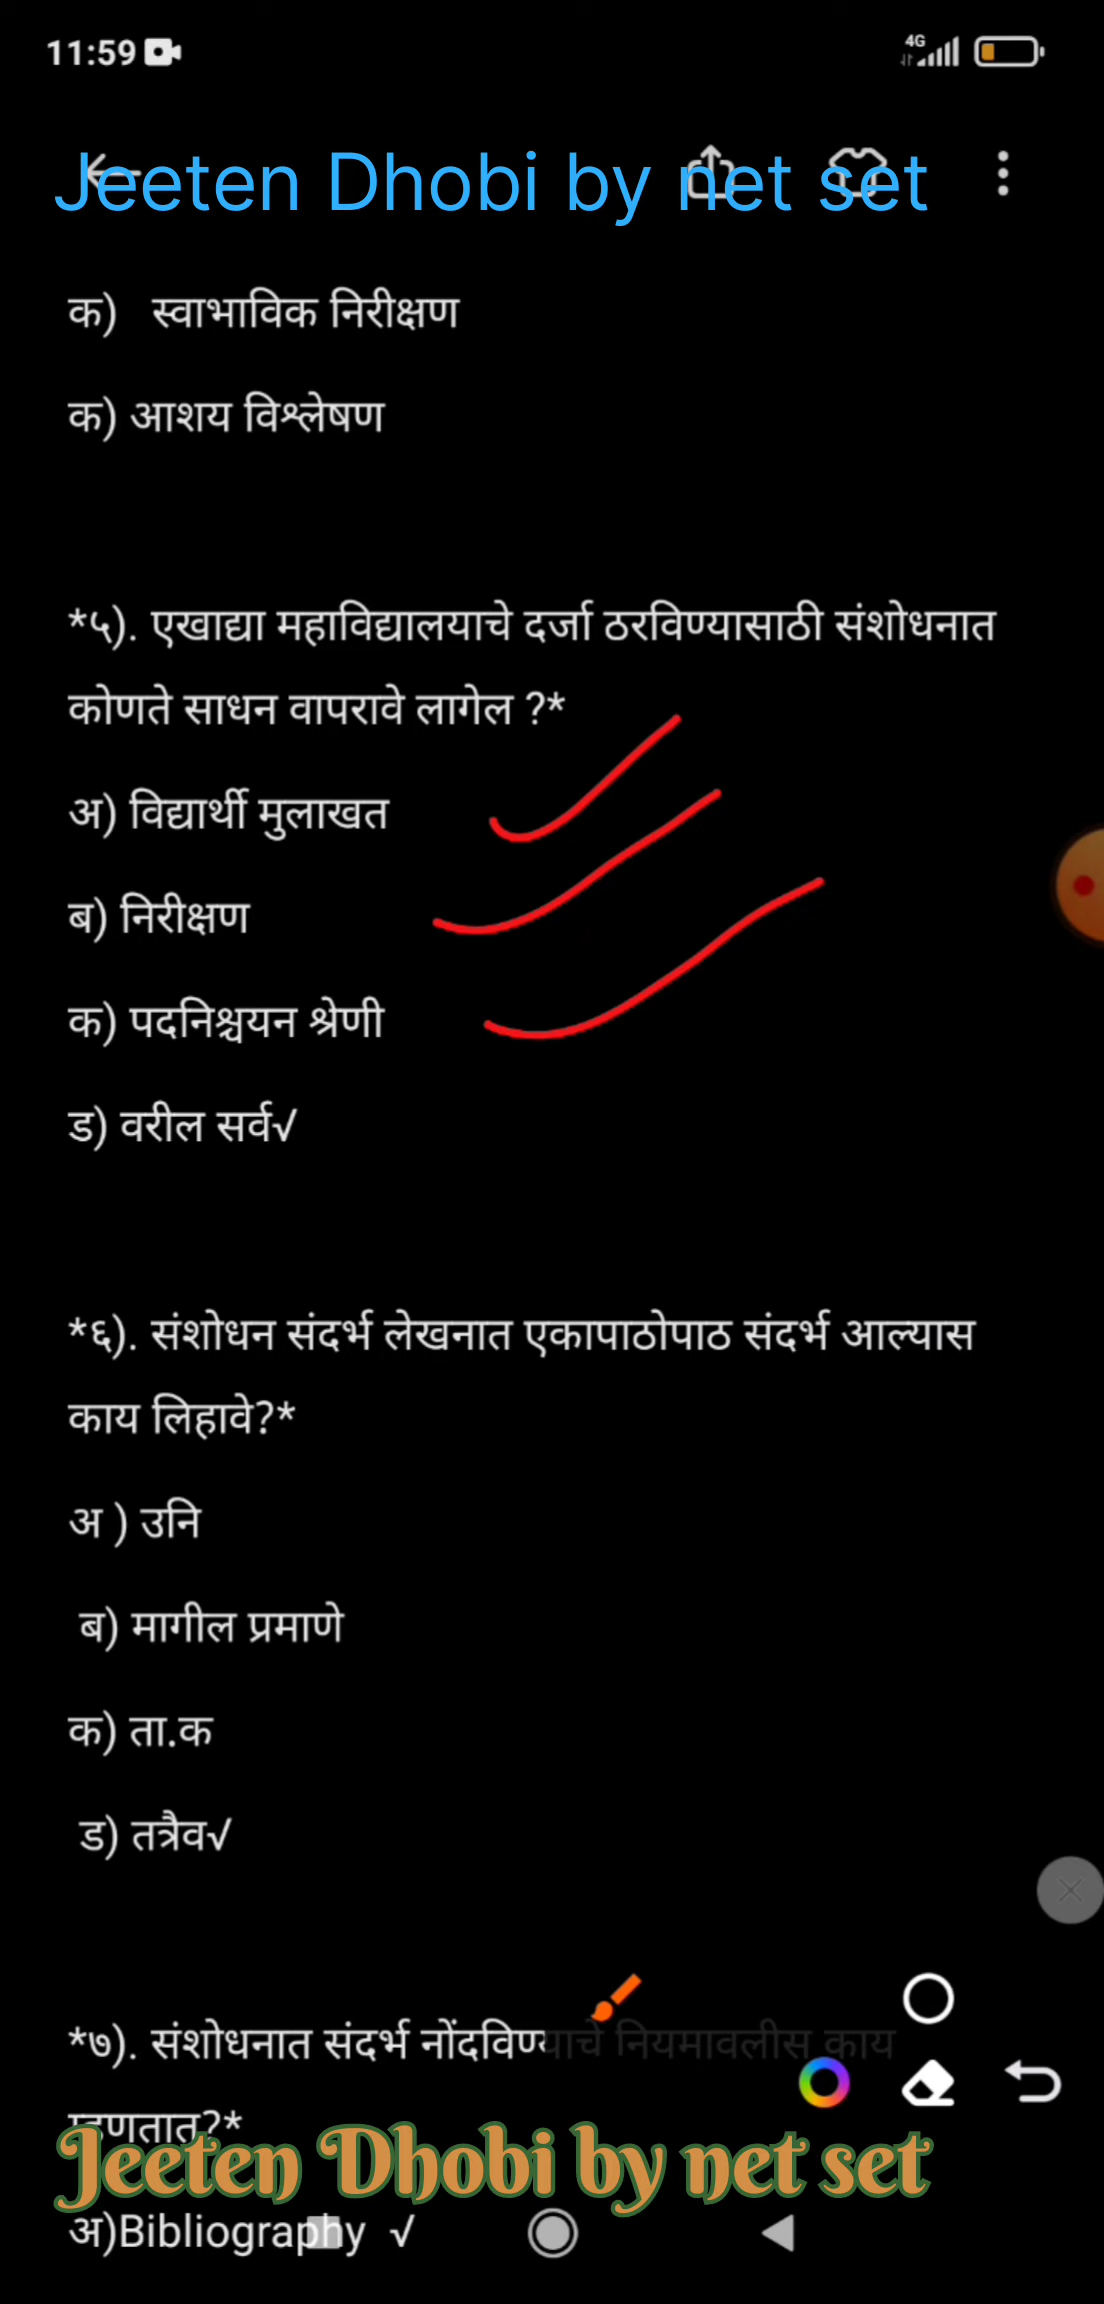 11:59
4G
Jeeten Dhobi by net set
क) स्वाभाविक निरीक्षण
क) आशय विश्लेषण
*५). एखाद्या महाविद्यालयाचे दर्जा ठरविण्यासाठी संशोधनात
कोणते साधन वापरावे लागेल ?*
अ) विद्यार्थी मुलाखत
ब) निरीक्षण
क) पदनिश्चयन श्रेणी
ड) वरील सर्व√
*६). संशोधन संदर्भ लेखनात एकापाठोपाठ संदर्भ आल्यास
काय लिहावे?*
अ ) उनि
ब) मागील प्रमाणे
क) ता.क
ड) तत्रैव√
*७). संशोधनात संदर्भ नोंदविण्याचे नियमावलीस काय
म्हणतात?*
Jeeten Dhobi by net set
अ)Bibliography √